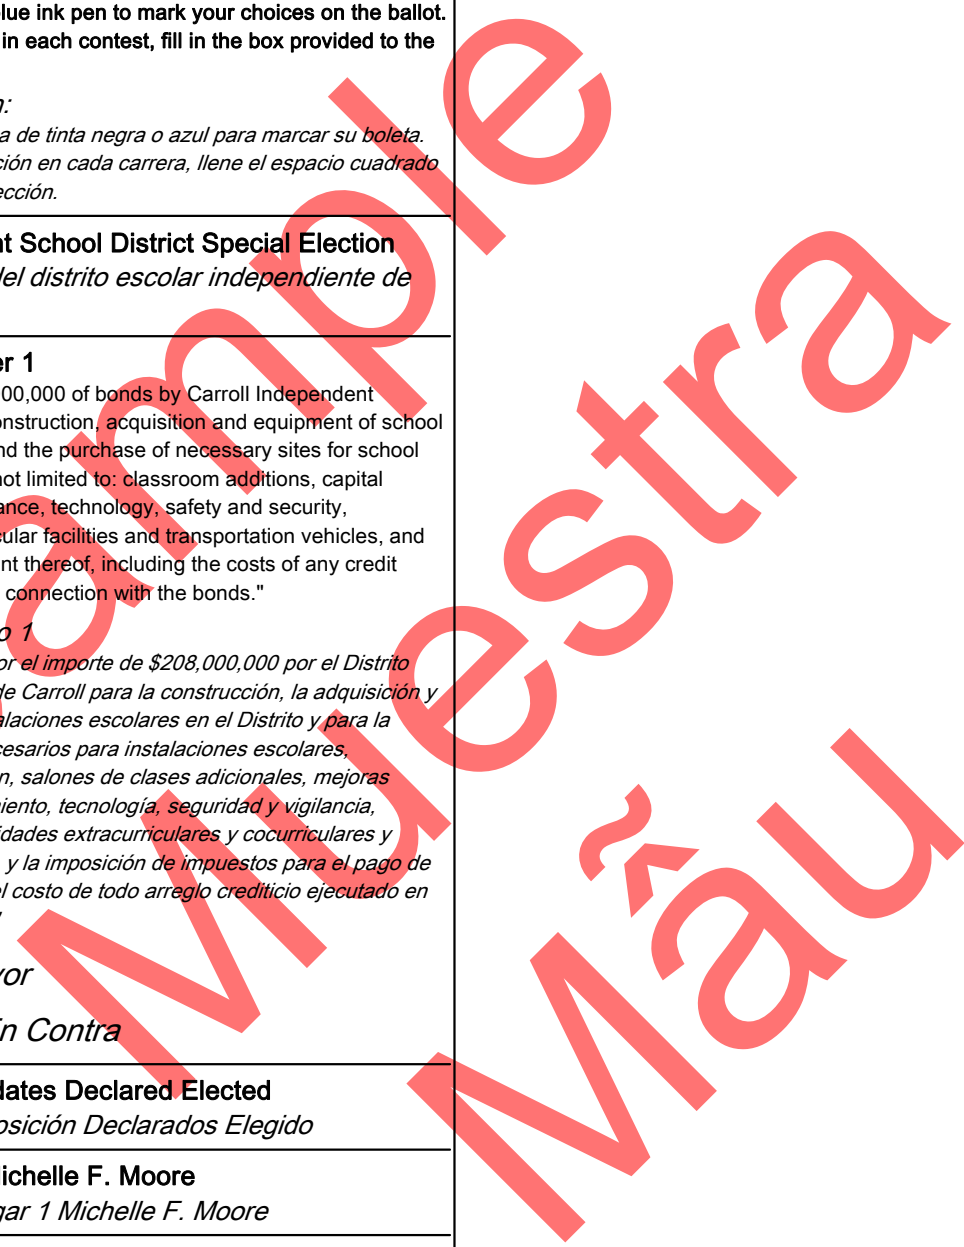 lue ink pen to mark your choices on the ballot.
in each contest, fill in the box provided to the
n:
a de tinta negra o azul para marcar su boleta.
ción en cada carrera, llene el espacio cuadrado
ección.
nt School District Special Election
del distrito escolar independiente de
er 1
00,000 of bonds by Carroll Independent
onstruction, acquisition and equipment of school
nd the purchase of necessary sites for school
not limited to: classroom additions, capital
ance, technology, safety and security,
cular facilities and transportation vehicles, and
nt thereof, including the costs of any credit
connection with the bonds."
o 1
or el importe de $208,000,000 por el Distrito
de Carroll para la construcción, la adquisición y
alaciones escolares en el Distrito y para la
cesarios para instalaciones escolares,
n, salones de clases adicionales, mejoras
niento, tecnología, seguridad y vigilancia,
idades extracurriculares y cocurriculares y
, y la imposición de impuestos para el pago de
el costo de todo arreglo crediticio ejecutado en
vor
n Contra
dates Declared Elected
osición Declarados Elegido
Michelle F. Moore
gar 1 Michelle F. Moore
ample
Muestra
Mẫu